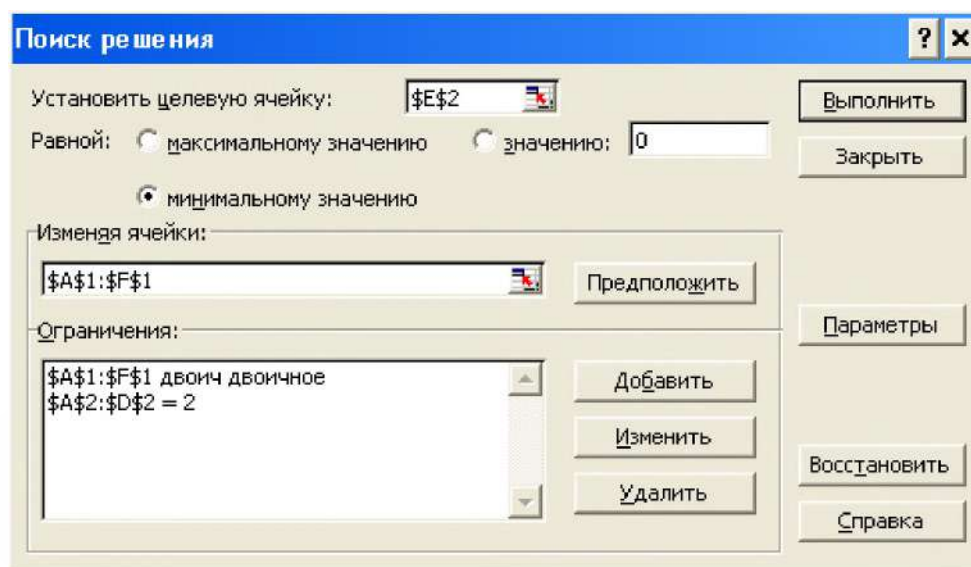 Поиск решения
Установить целевую ячейку: $E$2
Выполнить
Равной: максимальному значению значению: 0
Закрыть
минимальному значению
Изменяя ячейки:
$A$1:$F$1
Предположить
Ограничения:
Параметры
$A$1:$F$1 двоич двоичное
$A$2:$D$2 = 2
Добавить
Изменить
Восстановить
Удалить
Справка